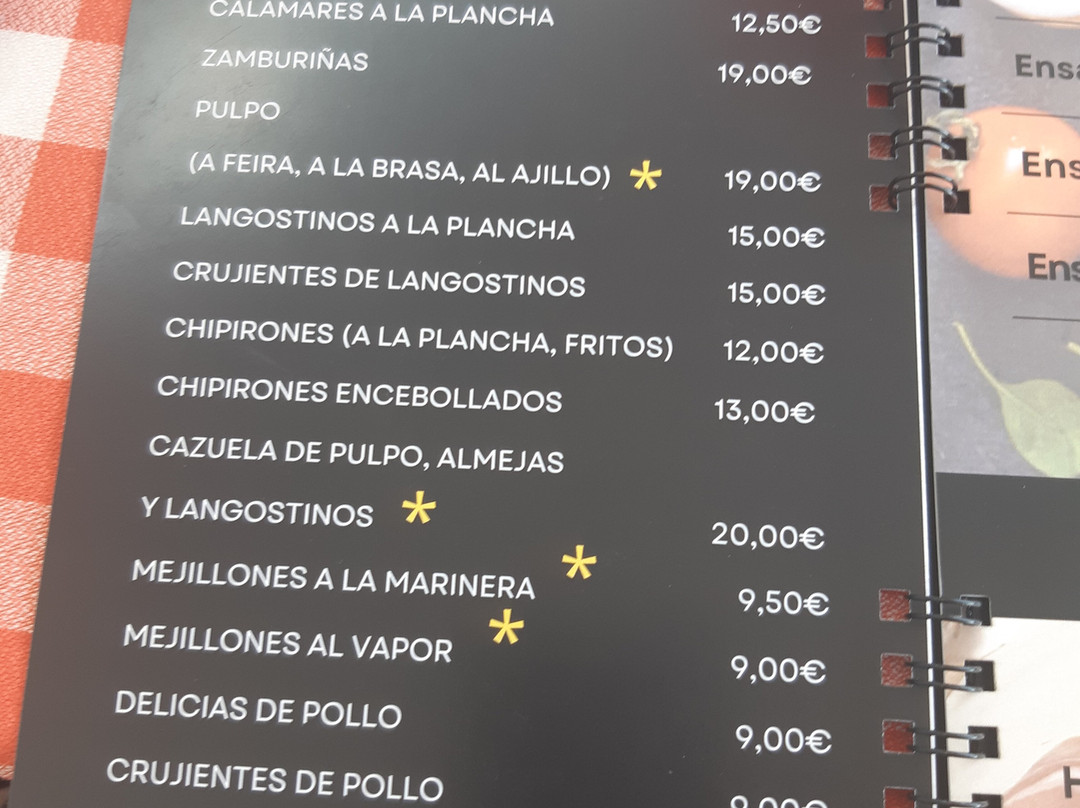 CALAMARES A LA PLANCHA 12,50€
ZAMBURIÑAS 19,00€
PULPO
(A FEIRA, A LA BRASA, AL AJILLO) * 19,00€
LANGOSTINOS A LA PLANCHA 15,00€
CRUJIENTES DE LANGOSTINOS 15,00€
CHIPIRONES (A LA PLANCHA, FRITOS) 12,00€
CHIPIRONES ENCEBOLLADOS 13,00€
CAZUELA DE PULPO, ALMEJAS
Y LANGOSTINOS * 20,00€
MEJILLONES A LA MARINERA * 9,50€
MEJILLONES AL VAPOR * 9,00€
DELICIAS DE POLLO 9,00€
CRUJIENTES DE POLLO
Ens
Ens